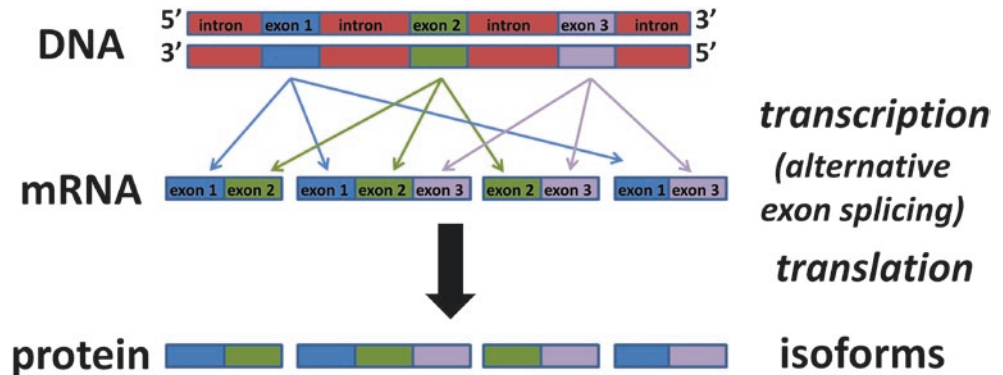 5’ intron exon 1 intron exon 2 intron exon 3 intron 3’
DNA
3’ 5’
transcription
(alternative
exon splicing)
mRNA exon 1 exon 2 exon 1 exon 2 exon 3 exon 2 exon 3 exon 1 exon 3
translation
protein isoforms